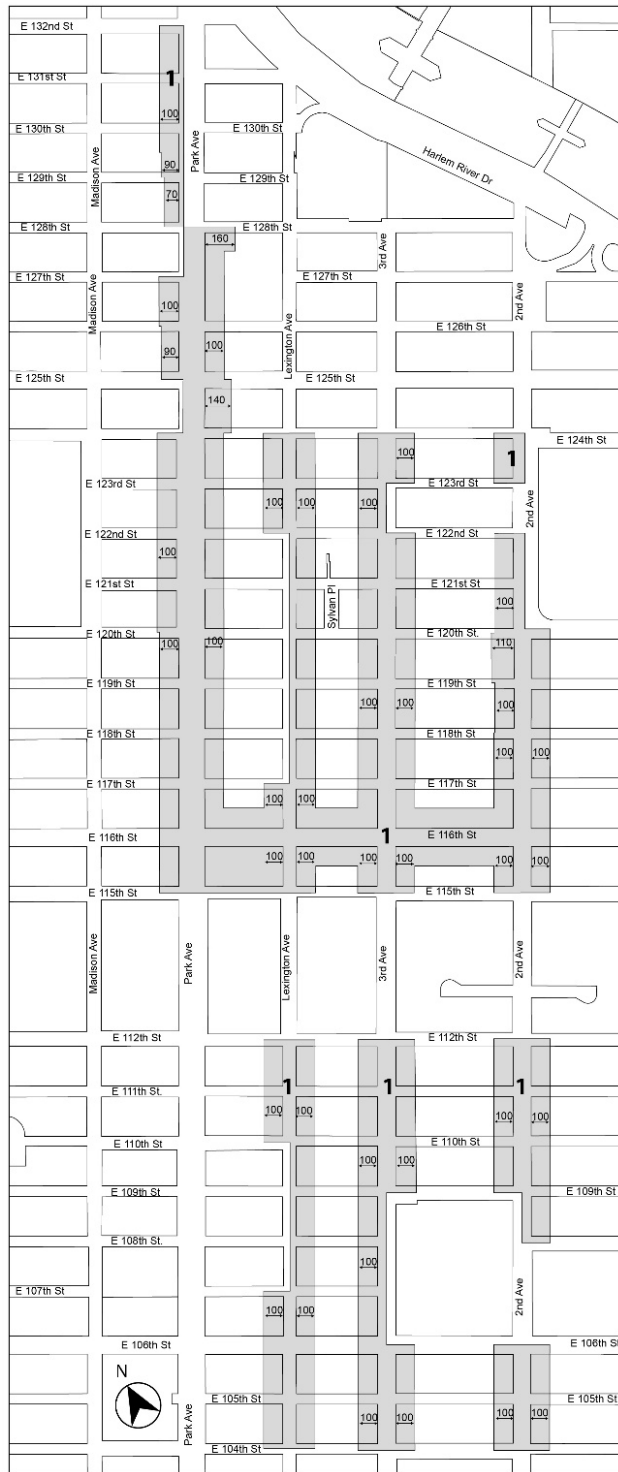 E 132nd St
1
E 131st St
100
E 130th St
E 130th St
Park Ave
Harlem River Dr
Madison Ave
90
E 129th St
E 129th St
70
E 128th St
E 128th St
160
3rd Ave
E 127th St
E 127th St
Madison Ave
100
2nd Ave
Lexington Ave
E 126th St
90
100
E 125th St
E 125th St
140
E 124th St
100
1
E 123rd St
E 123rd St
100
100
100
2nd Ave
E 122nd St
E 122nd St
100
E 121st St
E 121st St
Sylvan Pl
100
E 120th St
E 120th St.
100
100
110
E 119th St
E 119th St
100
100
100
E 118th St
E 118th St
100
100
E 117th St
E 117th St
100
100
E 116th St
1
E 116th St
100
100
100
100
100
100
E 115th St
E 115th St
Madison Ave
Park Ave
Lexington Ave
3rd Ave
2nd Ave
E 112th St
E 112th St
1
1
1
E 111th St.
100
100
100
100
E 110th St
E 110th St
100
100
E 109th St
E 109th St
E 108th St.
100
2nd Ave
E 107th St
100
100
E 106th St
E 106th St
N
E 105th St
E 105th St
Park Ave
100
100
100
100
E 104th St